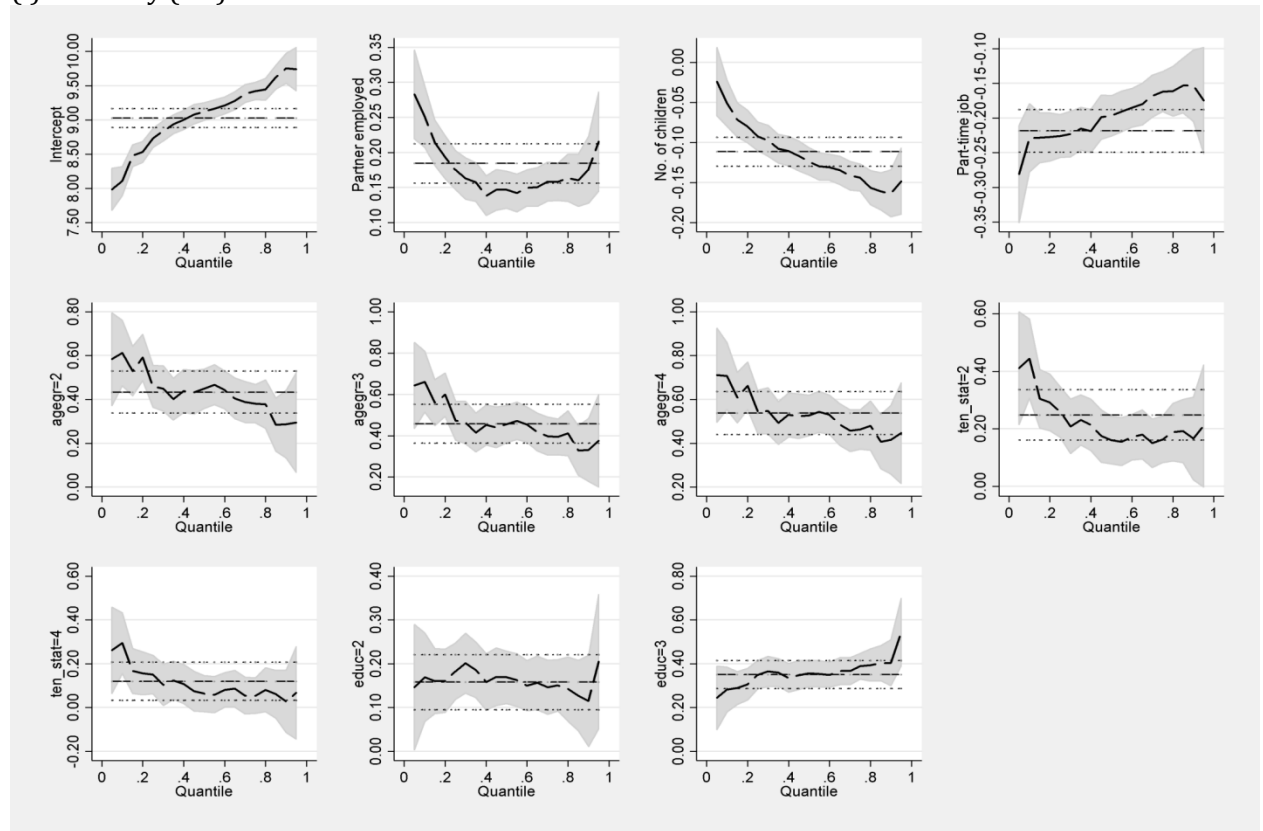 Intercept
7.50 8.00 8.50 9.00 9.50 10.00
0 .2 .4 .6 .8 1
Quantile
Partner employed
0.10 0.15 0.20 0.25 0.30 0.35
0 .2 .4 .6 .8 1
Quantile
No. of children
-0.20 -0.15 -0.10 -0.05 0.00
0 .2 .4 .6 .8 1
Quantile
Part-time job
-0.35 -0.30 -0.25 -0.20 -0.15 -0.10
0 .2 .4 .6 .8 1
Quantile
agegr=2
0.00 0.20 0.40 0.60 0.80
0 .2 .4 .6 .8 1
Quantile
agegr=3
0.20 0.40 0.60 0.80 1.00
0 .2 .4 .6 .8 1
Quantile
agegr=4
0.20 0.40 0.60 0.80 1.00
0 .2 .4 .6 .8 1
Quantile
ten_stat=2
0.00 0.20 0.40 0.60
0 .2 .4 .6 .8 1
Quantile
ten_stat=4
-0.20 0.00 0.20 0.40 0.60
0 .2 .4 .6 .8 1
Quantile
educ=2
0.00 0.10 0.20 0.30 0.40
0 .2 .4 .6 .8 1
Quantile
educ=3
0.00 0.20 0.40 0.60 0.80
0 .2 .4 .6 .8 1
Quantile